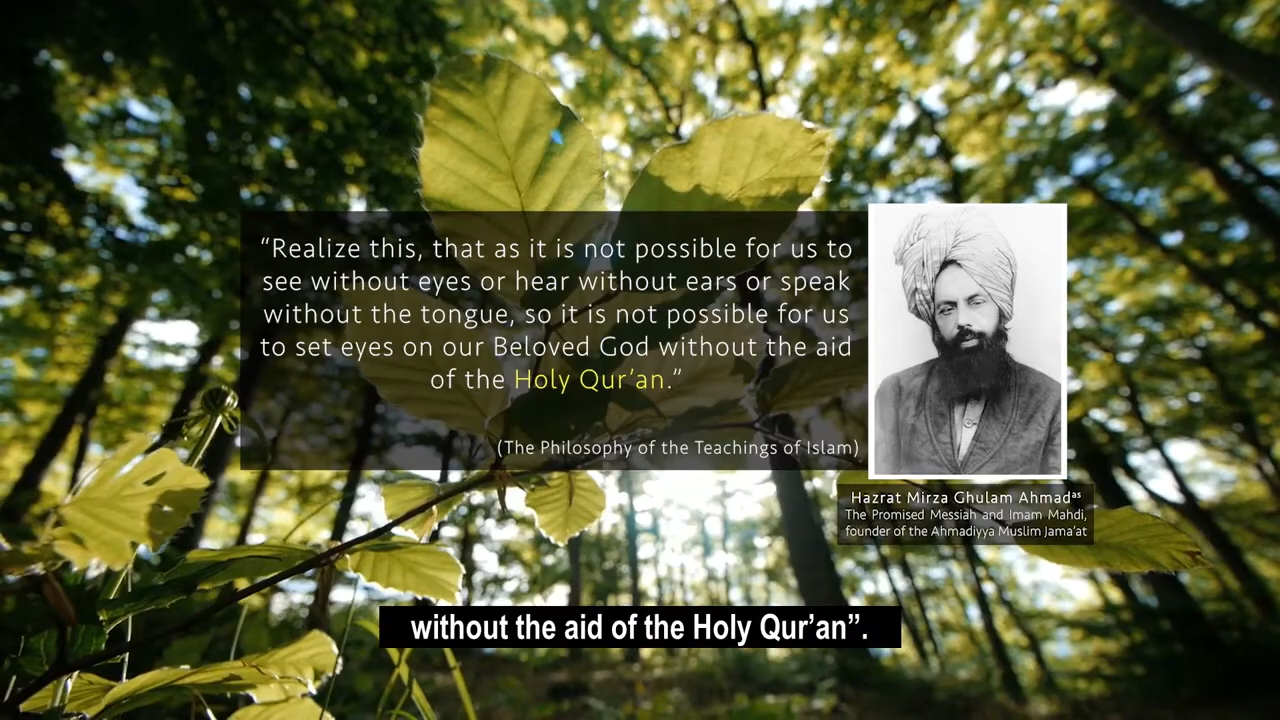 “Realize this, that as it is not possible for us to
see without eyes or hear without ears or speak
without the tongue, so it is not possible for us
to set eyes on our Beloved God without the aid
of the Holy Qur’an.”
(The Philosophy of the Teachings of Islam)
Hazrat Mirza Ghulam Ahmadᵃˢ
The Promised Messiah and Imam Mahdi,
founder of the Ahmadiyya Muslim Jama’at
without the aid of the Holy Qur’an”.